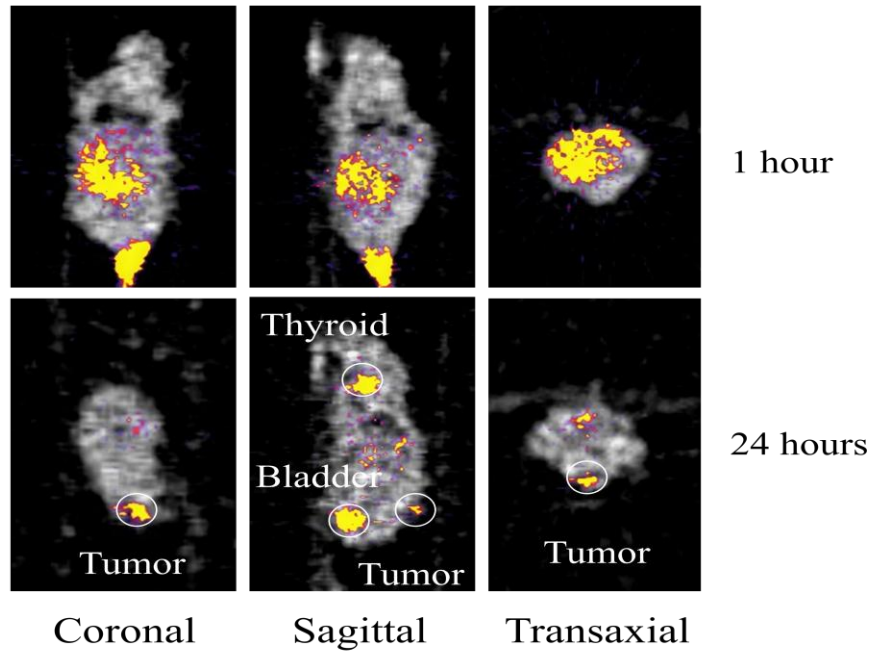 1 hour
Thyroid
Bladder
Tumor
Tumor
Tumor
24 hours
Coronal
Sagittal
Transaxial